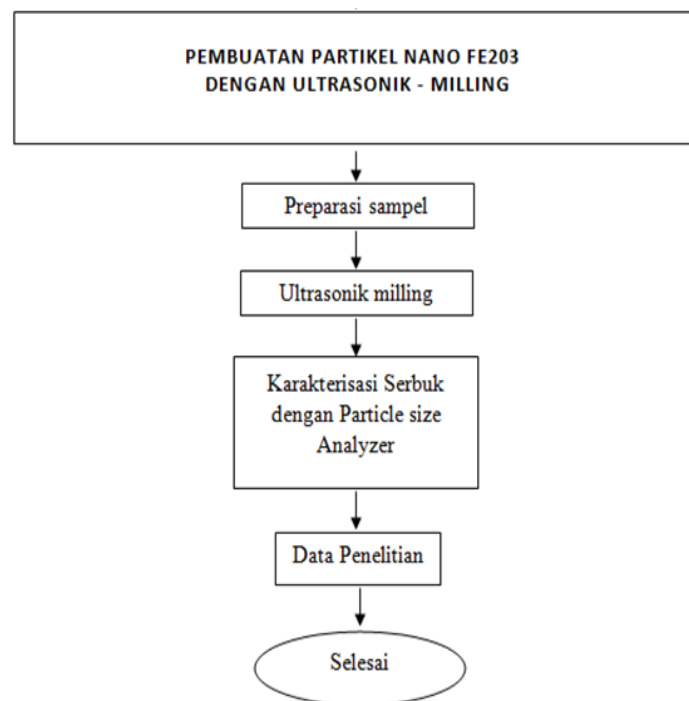 PEMBUATAN PARTIKEL NANO FE203
DENGAN ULTRASONIK - MILLING
Preparasi sampel
Ultrasonik milling
Karakterisasi Serbuk
dengan Particle size
Analyzer
Data Penelitian
Selesai